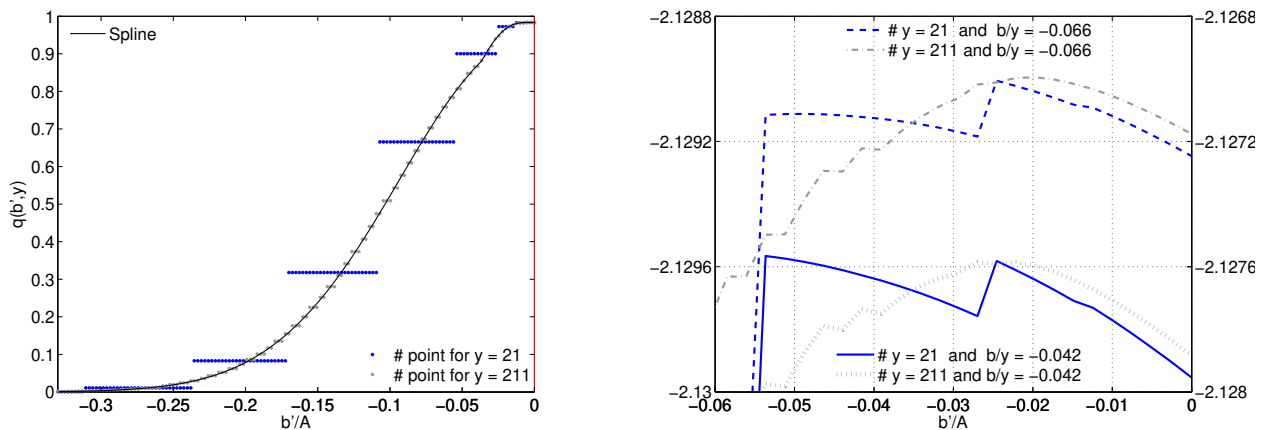 1
0.9
0.8
0.7
0.6
0.5
0.4
0.3
0.2
0.1
0
q(b',y)
Spline
# point for y = 21
# point for y = 211
−0.3 −0.25 −0.2 −0.15 −0.1 −0.05 0
b'/A
−2.1288 −2.1268
# y = 21 and b/y = −0.066
# y = 211 and b/y = −0.066
−2.1292 −2.1272
−2.1296 −2.1276
# y = 21 and b/y = −0.042
# y = 211 and b/y = −0.042
−2.13 −2.128
−0.06 −0.05 −0.04 −0.03 −0.02 −0.01 0
b'/A